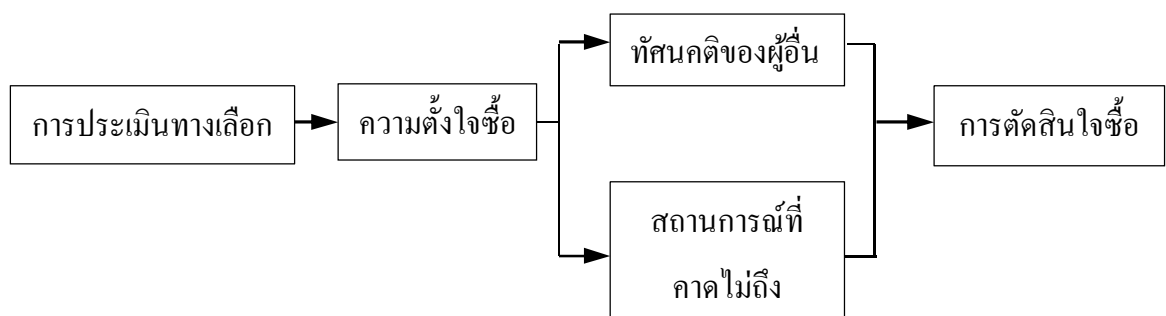 การประเมินทางเลือก
ความตั้งใจซื้อ
ทัศนคติของผู้อื่น
สถานการณ์ที่
คาดไม่ถึง
การตัดสินใจซื้อ